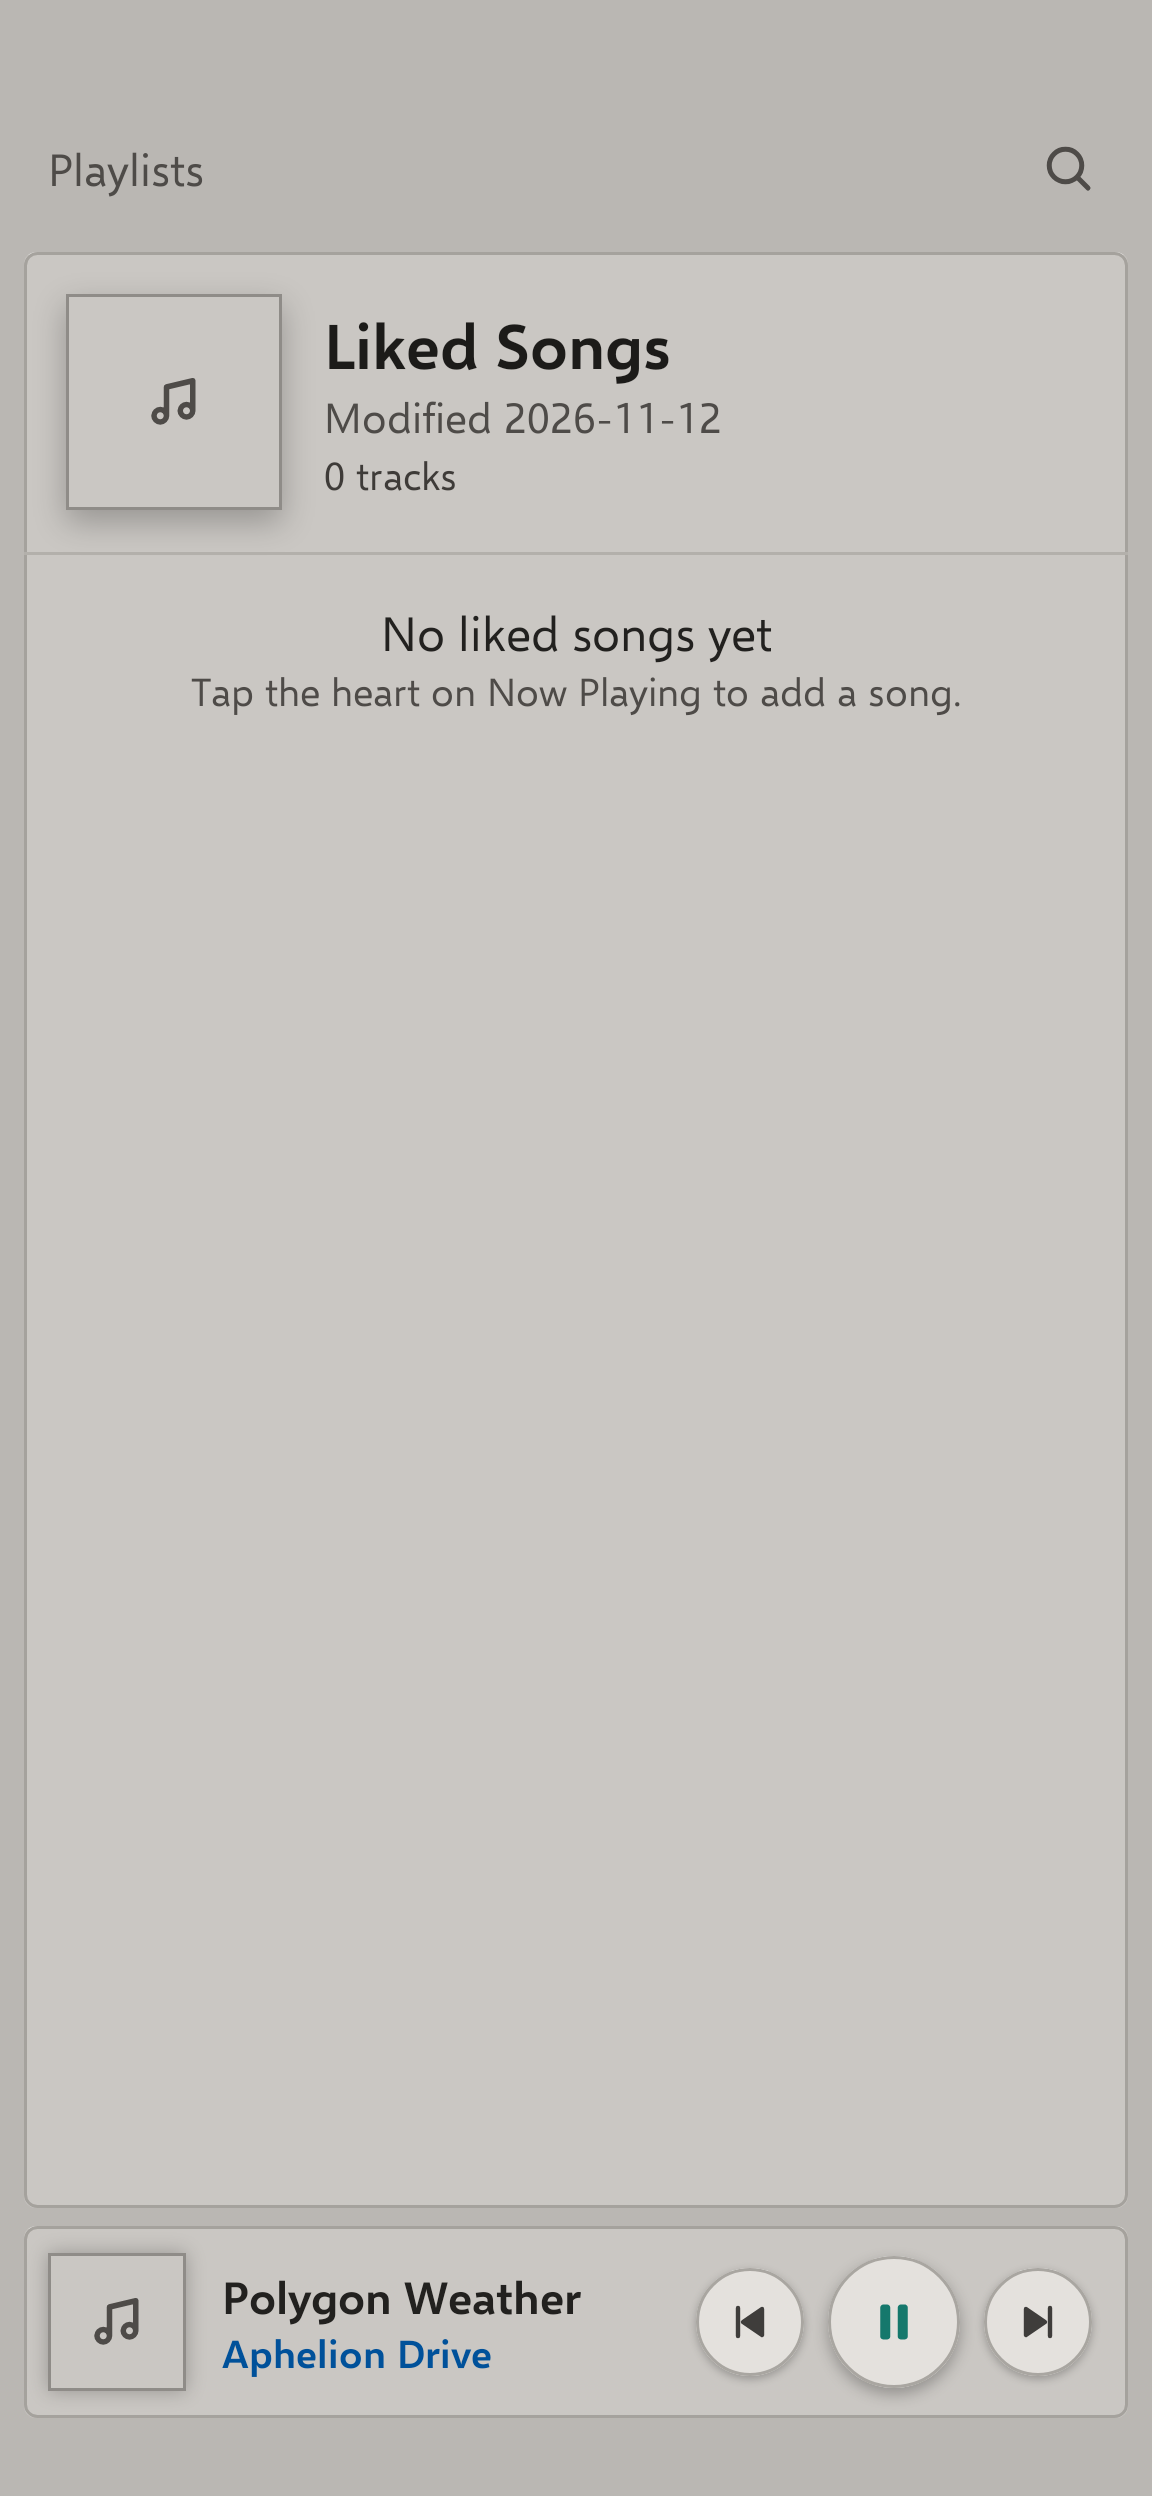 Playlists
Liked Songs
Modified 2026-11-12
0 tracks
No liked songs yet
Tap the heart on Now Playing to add a song.
Polygon Weather
Aphelion Drive